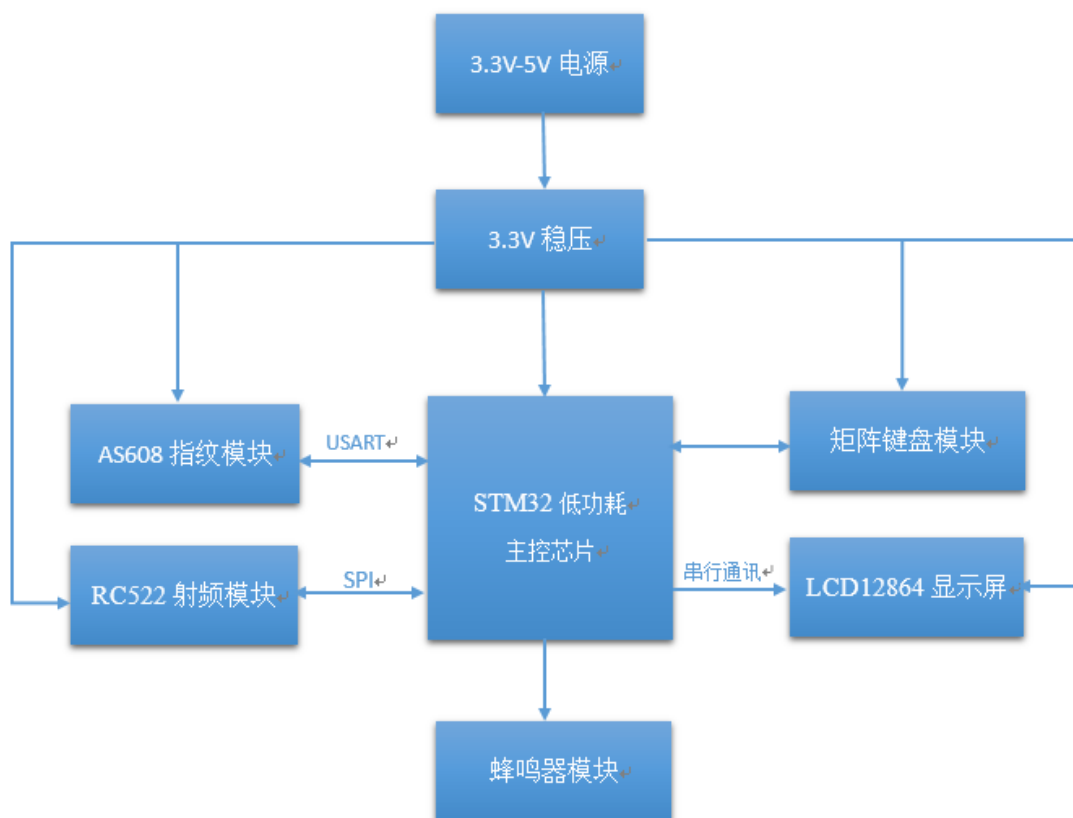 3.3V-5V 电源↵
3.3V 稳压↵
AS608 指纹模块↵
USART↵
STM32 低功耗↵
主控芯片↵
矩阵键盘模块↵
RC522 射频模块↵
SPI↵
串行通讯↵
LCD12864 显示屏↵
蜂鸣器模块↵